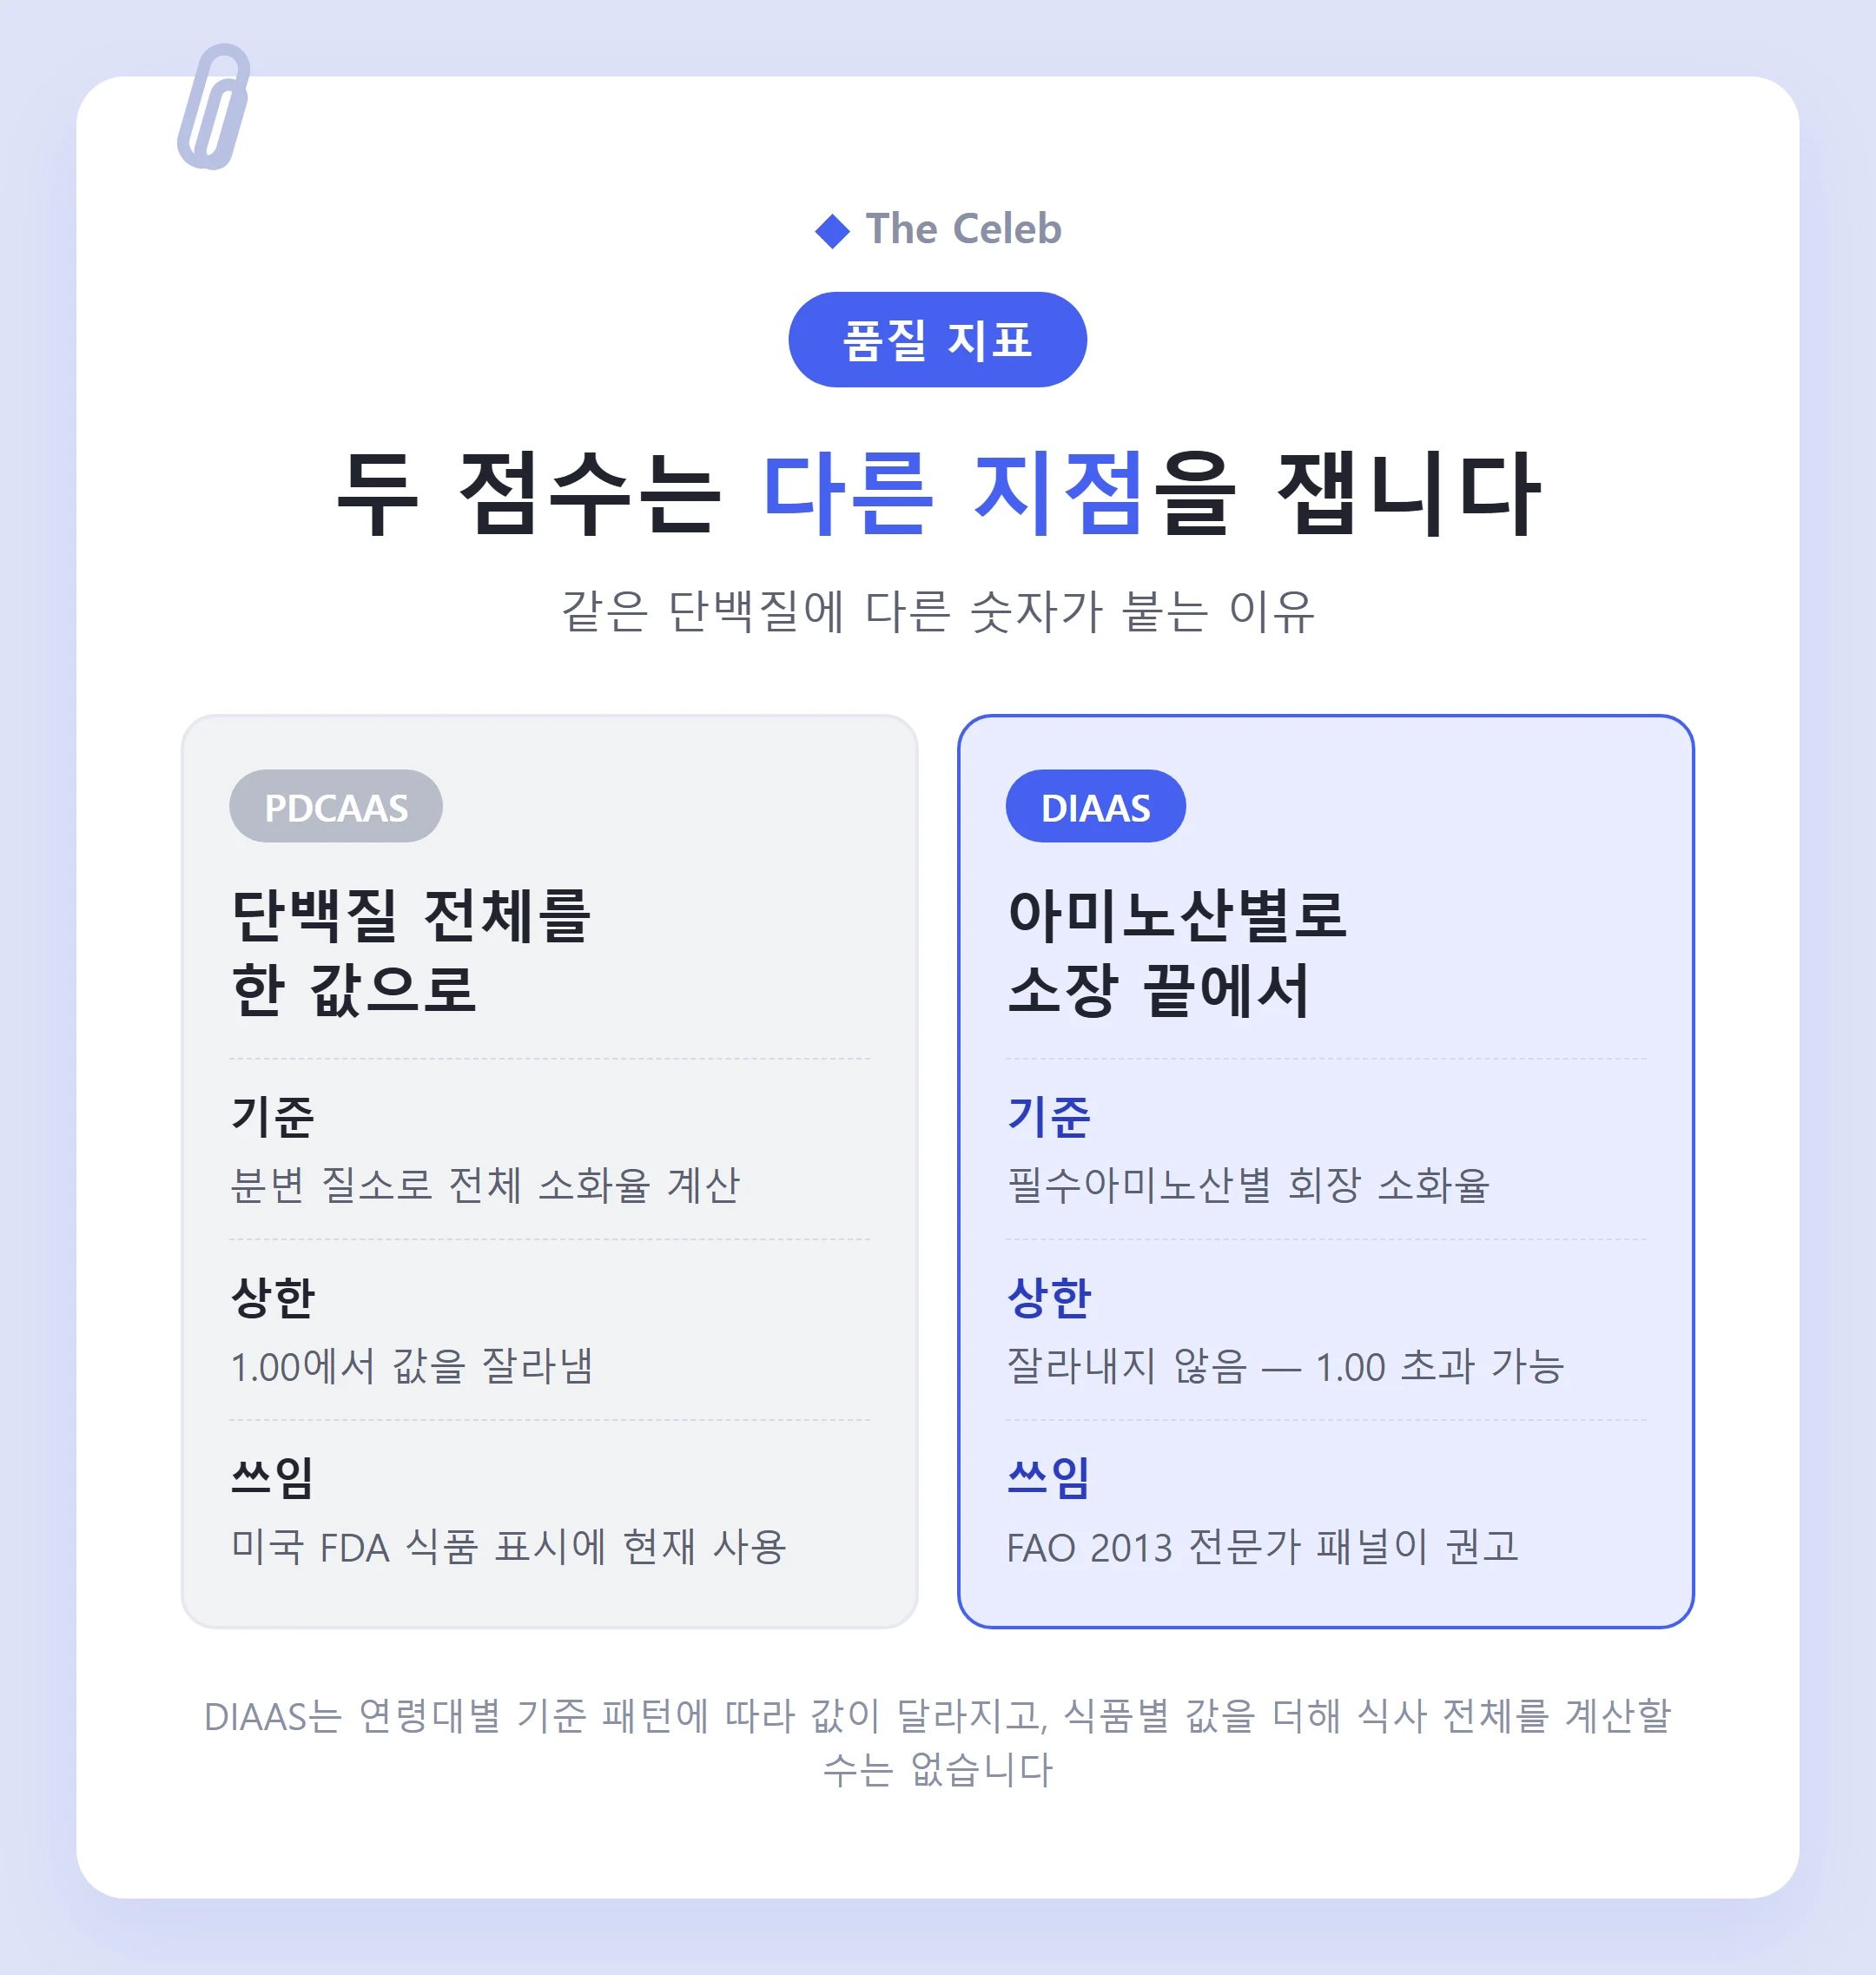 The Celeb
품질 지표
두 점수는 다른 지점을 잽니다
같은 단백질에 다른 숫자가 붙는 이유
PDCAAS
단백질 전체를
한 값으로
기준
분변 질소로 전체 소화율 계산
상한
1.00에서 값을 잘라냄
쓰임
미국 FDA 식품 표시에 현재 사용
DIAAS
아미노산별로
소장 끝에서
기준
필수아미노산별 회장 소화율
상한
잘라내지 않음 — 1.00 초과 가능
쓰임
FAO 2013 전문가 패널이 권고
DIAAS는 연령대별 기준 패턴에 따라 값이 달라지고, 식품별 값을 더해 식사 전체를 계산할
수는 없습니다